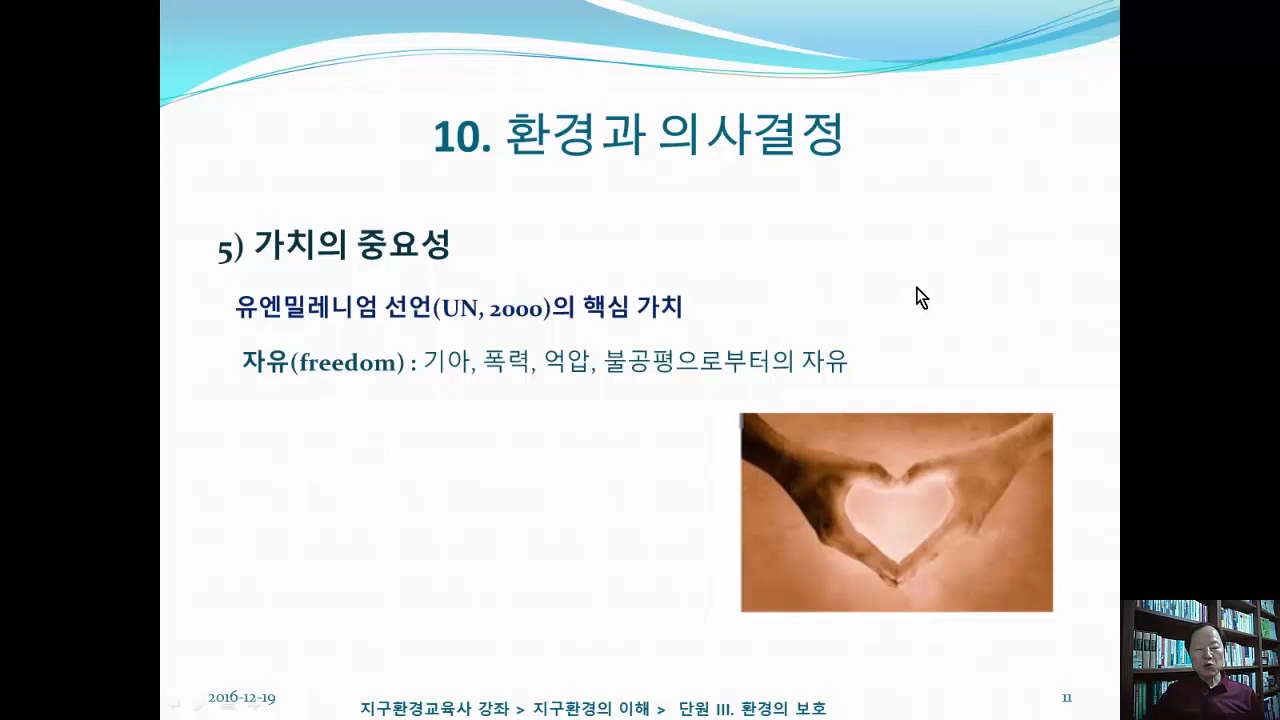 10. 환경과 의사결정
5) 가치의 중요성
유엔밀레니엄 선언(UN, 2000)의 핵심 가치
자유(freedom) : 기아, 폭력, 억압, 불공평으로부터의 자유
2016-12-19
지구환경교육사 강좌 > 지구환경의 이해 > 단원 III. 환경의 보호
11